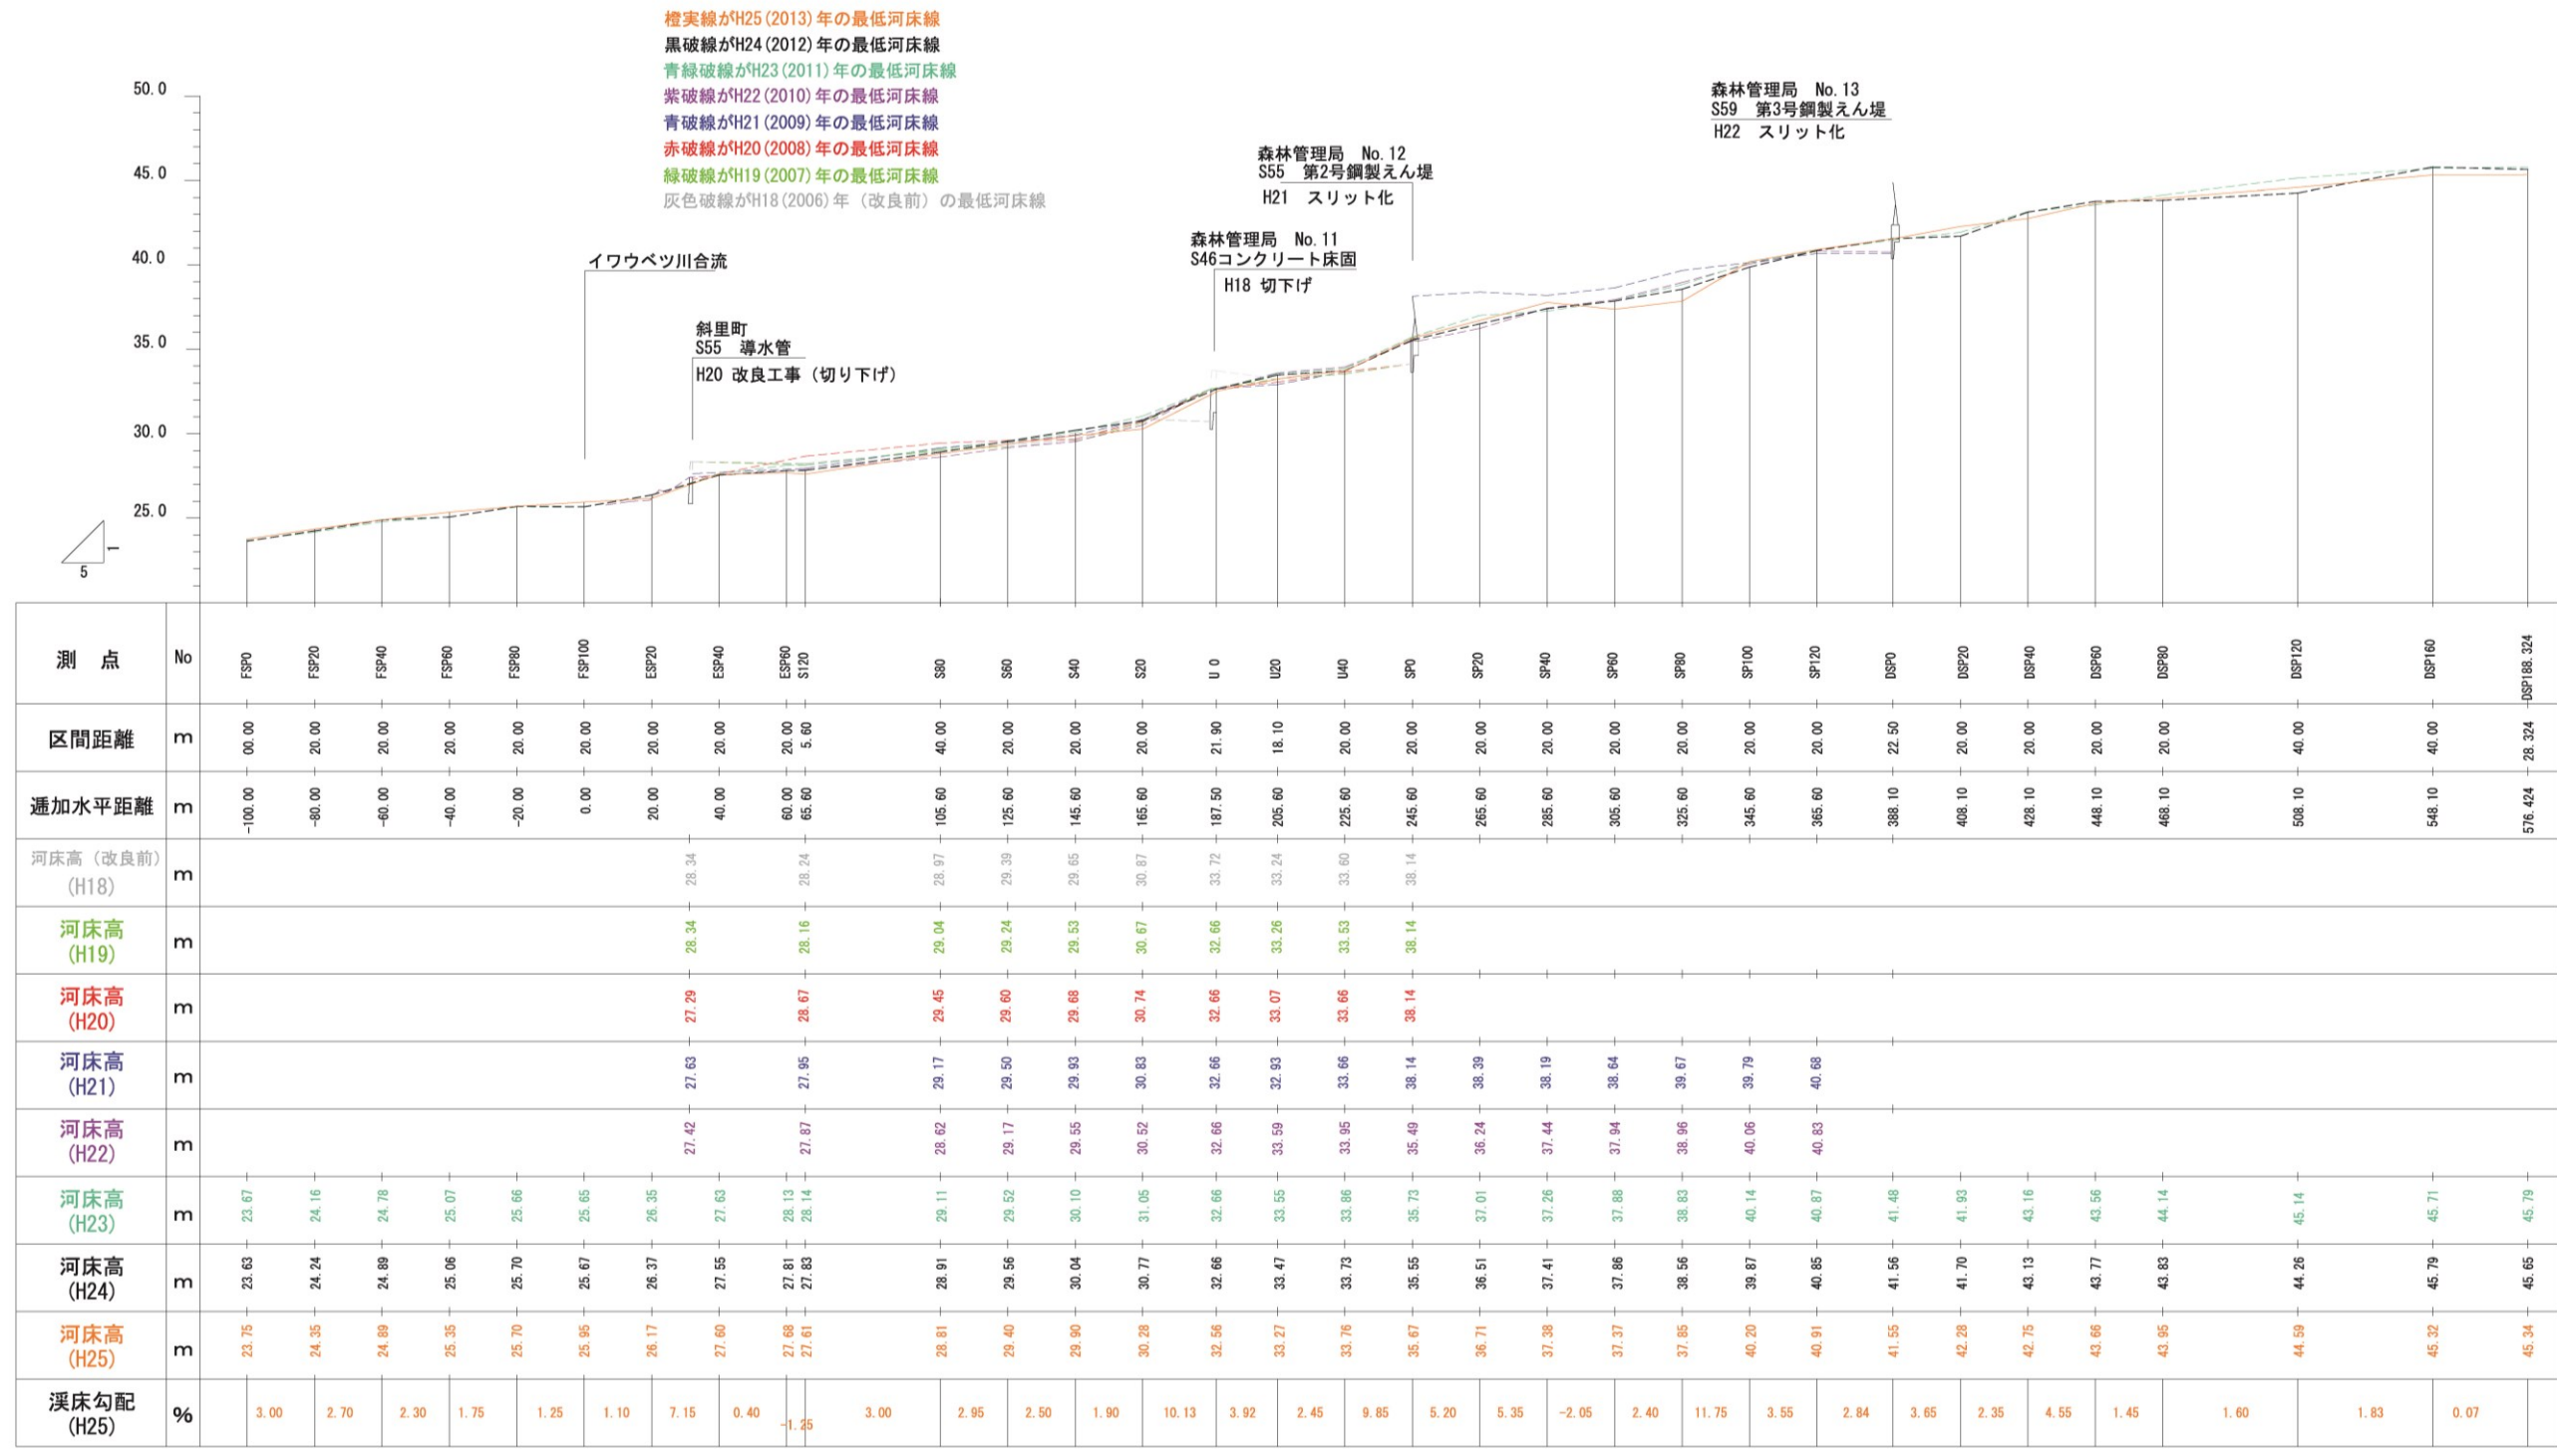 橙実線がH25(2013)年の最低河床線
黒破線がH24(2012)年の最低河床線
青緑破線がH23(2011)年の最低河床線
紫破線がH22(2010)年の最低河床線
青破線がH21(2009)年の最低河床線
赤破線がH20(2008)年の最低河床線
緑破線がH19(2007)年の最低河床線
灰色破線がH18(2006)年（改良前）の最低河床線
50.0
45.0
40.0
35.0
30.0
25.0
1
5
イワウベツ川合流
斜里町
S55　導水管
H20 改良工事（切り下げ）
森林管理局　No.11
S46コンクリート床固
H18 切下げ
森林管理局　No.12
S55　第2号鋼製えん堤
H21　スリット化
森林管理局　No.13
S59　第3号鋼製えん堤
H22　スリット化
測　点 No FSP0 FSP20 FSP40 FSP60 FSP80 FSP100 ESP20 ESP40 ESP60 S120 S80 S60 S40 S20 U 0 U20 U40 SP0 SP20 SP40 SP60 SP80 SP100 SP120 DSP0 DSP20 DSP40 DSP60 DSP80 DSP120 DSP160 DSP188.324
区間距離 m 00.00 20.00 20.00 20.00 20.00 20.00 20.00 20.00 20.00 5.60 40.00 20.00 20.00 20.00 21.90 18.10 20.00 20.00 20.00 20.00 20.00 20.00 20.00 20.00 22.50 20.00 20.00 20.00 20.00 40.00 40.00 28.324
逓加水平距離 m -100.00 -80.00 -60.00 -40.00 -20.00 0.00 20.00 40.00 60.00 65.60 105.60 125.60 145.60 165.60 187.50 205.60 225.60 245.60 265.60 285.60 305.60 325.60 345.60 365.60 388.10 408.10 428.10 448.10 468.10 508.10 548.10 576.424
河床高（改良前）
(H18) m 28.34 28.24 28.97 29.39 29.65 30.87 33.72 33.24 33.60 38.14
河床高
(H19) m 28.34 28.16 29.04 29.24 29.53 30.67 32.66 33.26 33.53 38.14
河床高
(H20) m 27.29 28.67 29.45 29.60 29.68 30.74 32.66 33.07 33.66 38.14
河床高
(H21) m 27.63 27.95 29.17 29.50 29.93 30.83 32.66 32.93 33.66 38.14 38.39 38.19 38.64 39.67 39.79 40.68
河床高
(H22) m 27.42 27.87 28.62 29.17 29.55 30.52 32.66 33.59 33.95 35.49 36.24 37.44 37.94 38.96 40.06 40.83
河床高
(H23) m 23.67 24.16 24.78 25.07 25.66 25.65 26.35 27.63 28.13 28.14 29.11 29.52 30.10 31.05 32.66 33.55 33.86 35.73 37.01 37.26 37.88 38.83 40.14 40.87 41.48 41.93 43.16 43.56 44.14 45.14 45.71 45.79
河床高
(H24) m 23.63 24.24 24.89 25.06 25.70 25.67 26.37 27.55 27.81 27.83 28.91 29.56 30.04 30.77 32.66 33.47 33.73 35.55 36.51 37.41 37.86 38.56 39.87 40.85 41.56 41.70 43.13 43.77 43.83 44.26 45.79 45.65
河床高
(H25) m 23.75 24.35 24.89 25.35 25.70 25.95 26.17 27.60 27.68 27.61 28.81 29.40 29.90 30.28 32.56 33.27 33.76 35.67 36.71 37.38 37.37 37.85 40.20 40.91 41.55 42.28 42.75 43.66 43.95 44.59 45.32 45.34
渓床勾配
(H25) % 3.00 2.70 2.30 1.75 1.25 1.10 7.15 0.40 -1.25 3.00 2.95 2.50 1.90 10.13 3.92 2.45 9.85 5.20 5.35 -2.05 2.40 11.75 3.55 2.84 3.65 2.35 4.55 1.45 1.60 1.83 0.07